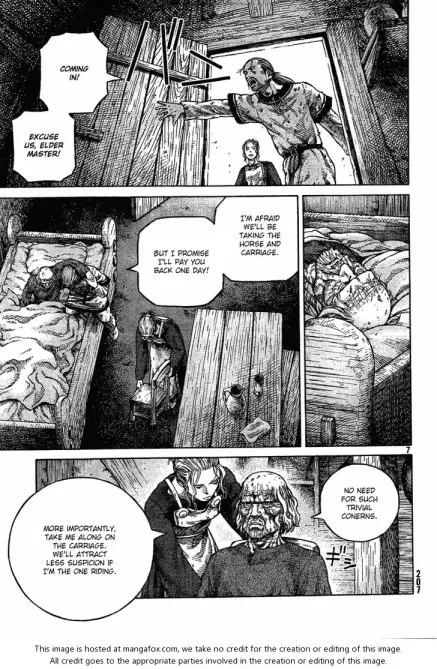 COMING
IN!
EXCUSE
US, ELDER
MASTER!
I'M AFRAID
WE'LL BE
TAKING THE
HORSE AND
CARRIAGE.
BUT I PROMISE
I'LL PAY YOU
BACK ONE DAY!
7
NO NEED
FOR SUCH
TRIVIAL
CONERNS.
MORE IMPORTANTLY,
TAKE ME ALONG ON
THE CARRIAGE.
WE'LL ATTRACT
LESS SUSPICION IF
I'M THE ONE RIDING.
207
This image is hosted at mangafox.com, we take no credit for the creation or editing of this image.
All credit goes to the appropriate parties involved in the creation or editing of this image.